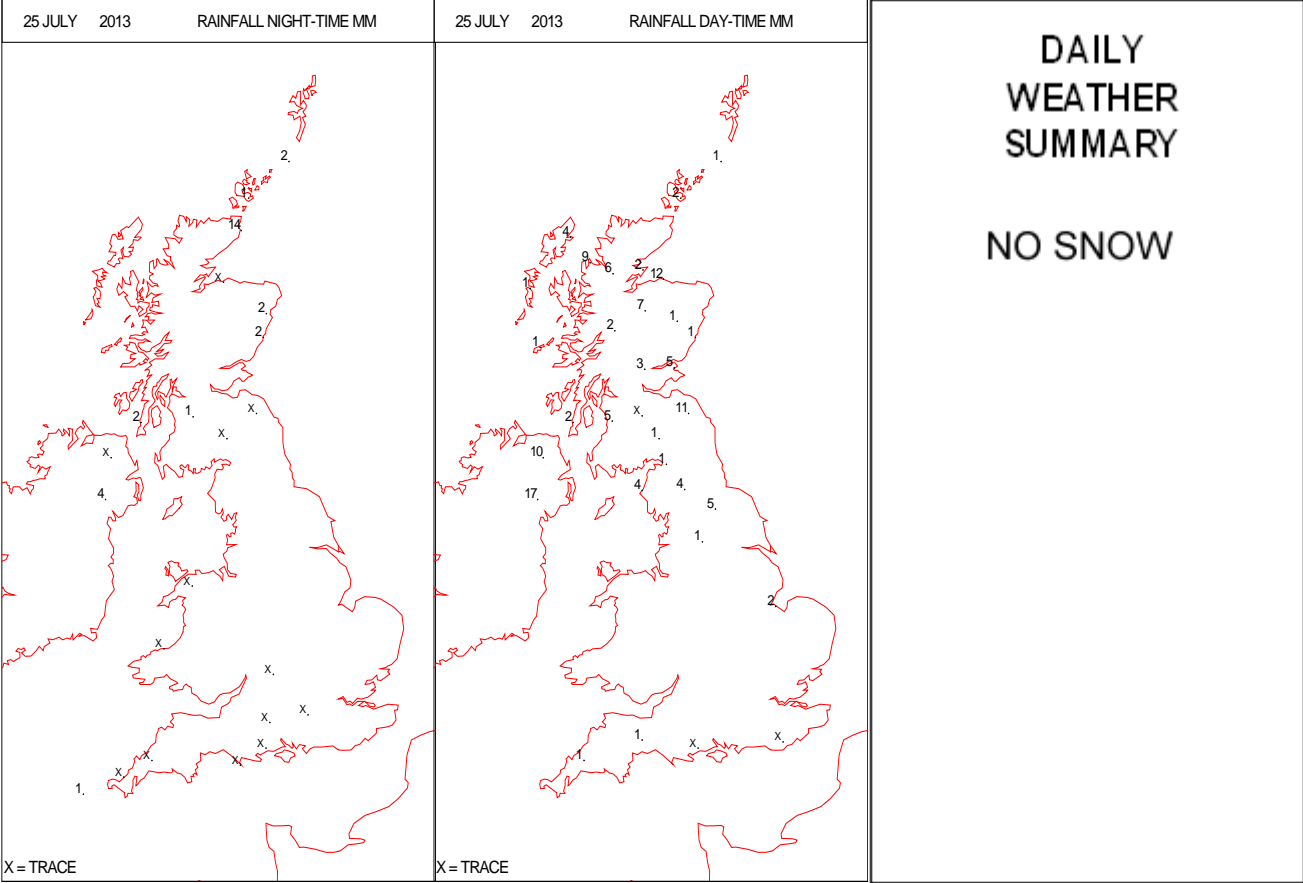 25 JULY 2013 RAINFALL NIGHT-TIME MM
2.
1.
14.
X.
2.
2.
1.
X.
2.
X.
X.
4.
X.
X.
X.
X.
X.
X.
X.
X.
X.
1.
X = TRACE
25 JULY 2013 RAINFALL DAY-TIME MM
1.
2.
4.
9.
2.
6.
12.
1.
7.
1.
2.
1.
1.
3.
5.
X.
11.
2.
5.
1.
10.
1.
4.
4.
17.
5.
1.
2.
1.
X.
X.
1.
X = TRACE
DAILY
WEATHER
SUMMARY
NO SNOW